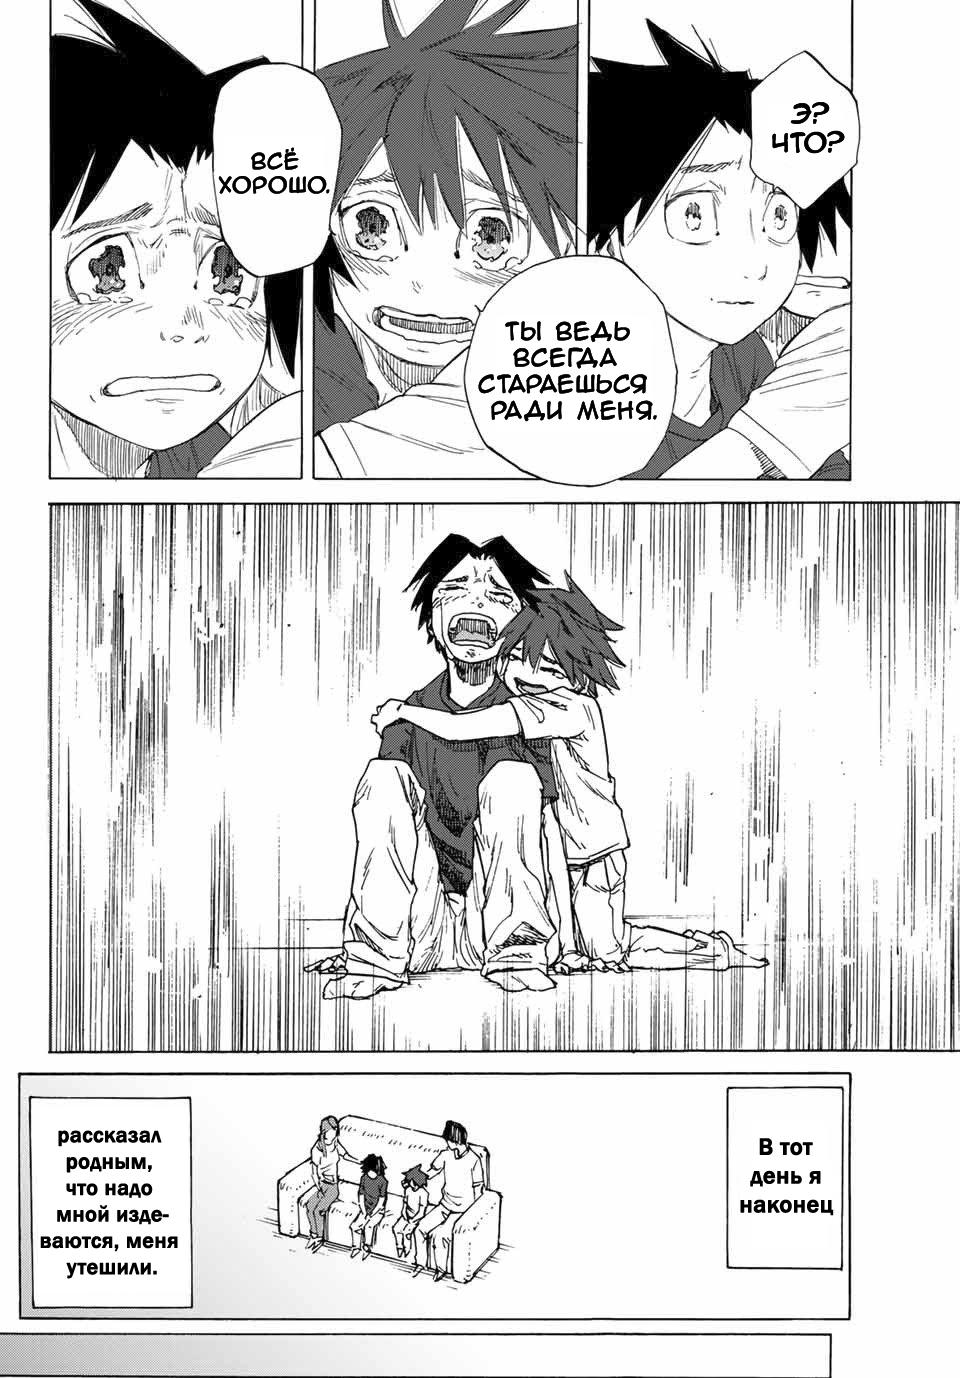 Э?
ЧТО?
ТЫ ВЕДЬ
ВСЕГДА
СТАРАЕШЬСЯ
РАДИ МЕНЯ.
ВСЁ
ХОРОШО.
В тот
день я
наконец
рассказал
родным,
что надо
мной изде-
ваются, меня
утешили.